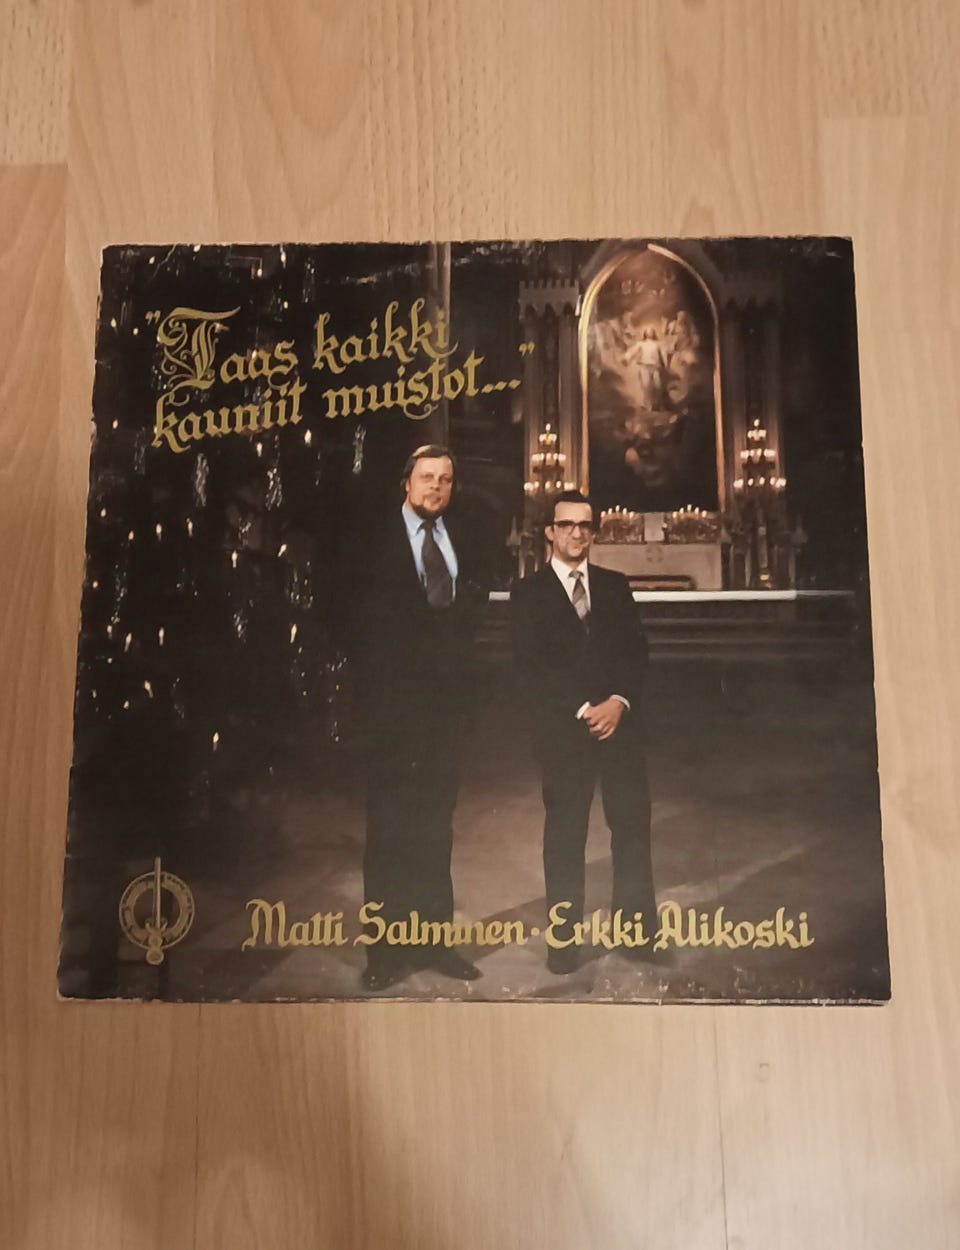 "Taas kaikki
kauniit muistot..."
Matti Salminen · Erkki Alikoski